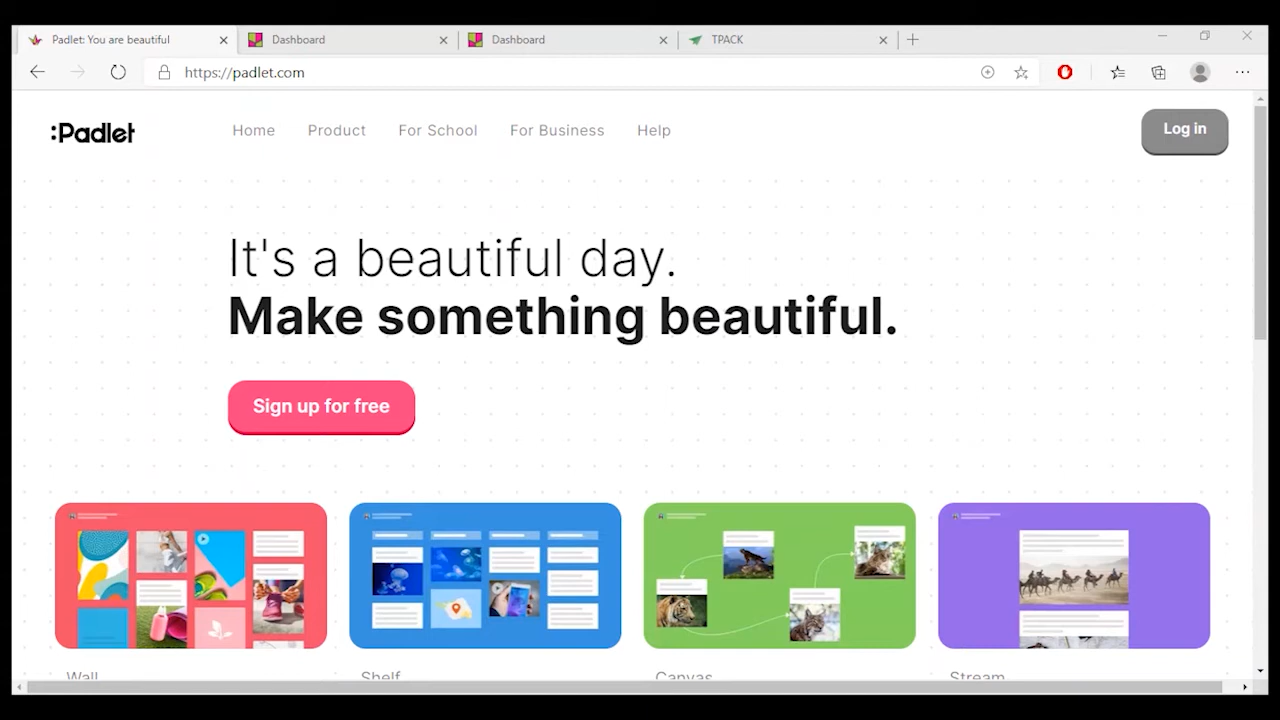 Padlet: You are beautiful
Dashboard
Dashboard
TPACK
https://padlet.com
:Padlet
Home
Product
For School
For Business
Help
Log in
It's a beautiful day.
Make something beautiful.
Sign up for free
Wall
Shelf
Canvas
Stream